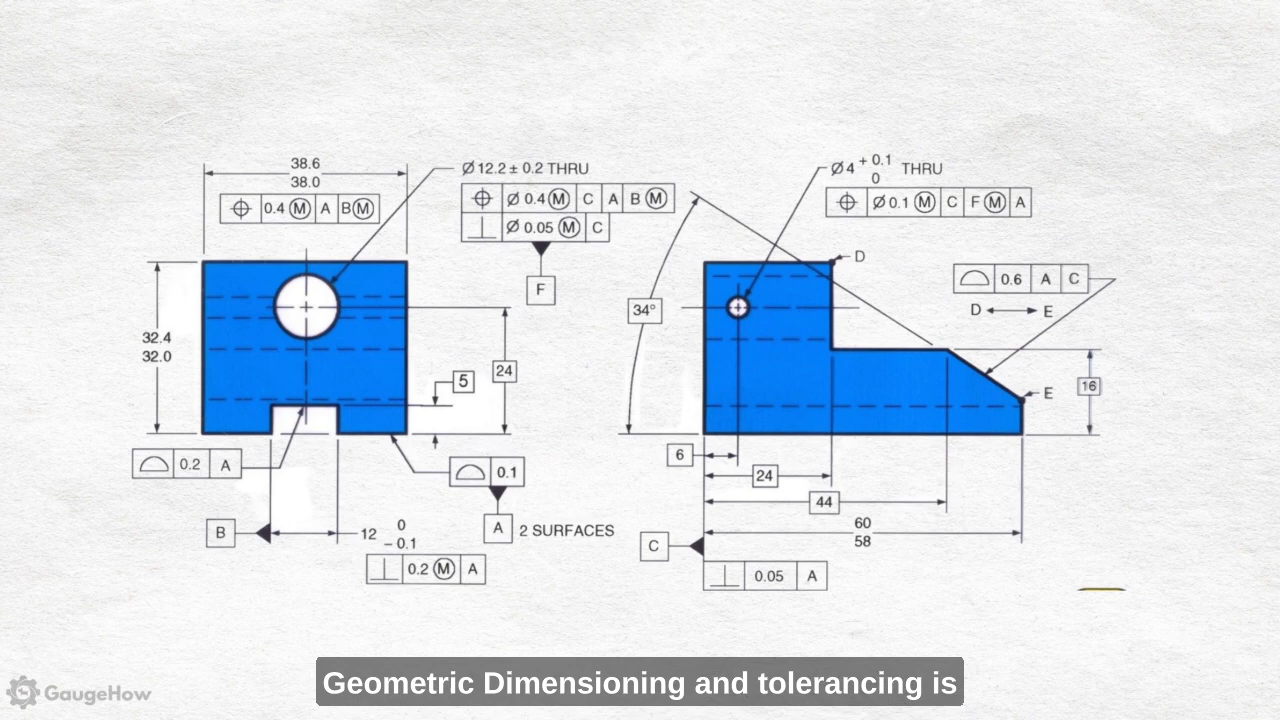 38.6
38.0
⌖ 0.4 Ⓜ A BⓂ
Ø12.2 ± 0.2 THRU
⌖ Ø 0.4 Ⓜ C A B Ⓜ
⊥ Ø 0.05 Ⓜ C
F
32.4
32.0
5
24
⌓ 0.2 A
⌓ 0.1
A 2 SURFACES
B
12 0
− 0.1
⊥ 0.2 Ⓜ A
Ø4 + 0.1 THRU
0
⌖ Ø 0.1 Ⓜ C F Ⓜ A
D
⌓ 0.6 A C
D ↔ E
34°
E
16
6
24
44
60
58
C
⊥ 0.05 A
GaugeHow
Geometric Dimensioning and tolerancing is